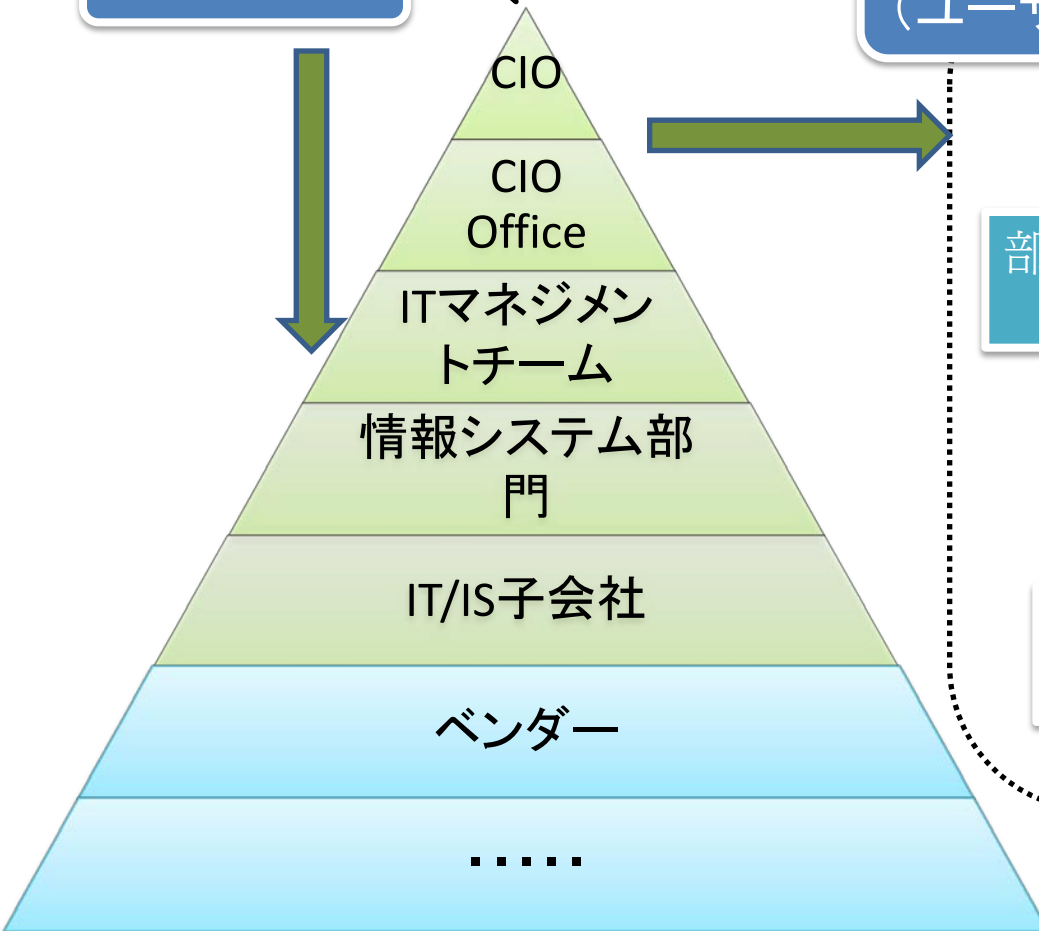 CIO
CIO
Office
ITマネジメン
トチーム
情報システム部
門
IT/IS子会社
ベンダー
.....
部